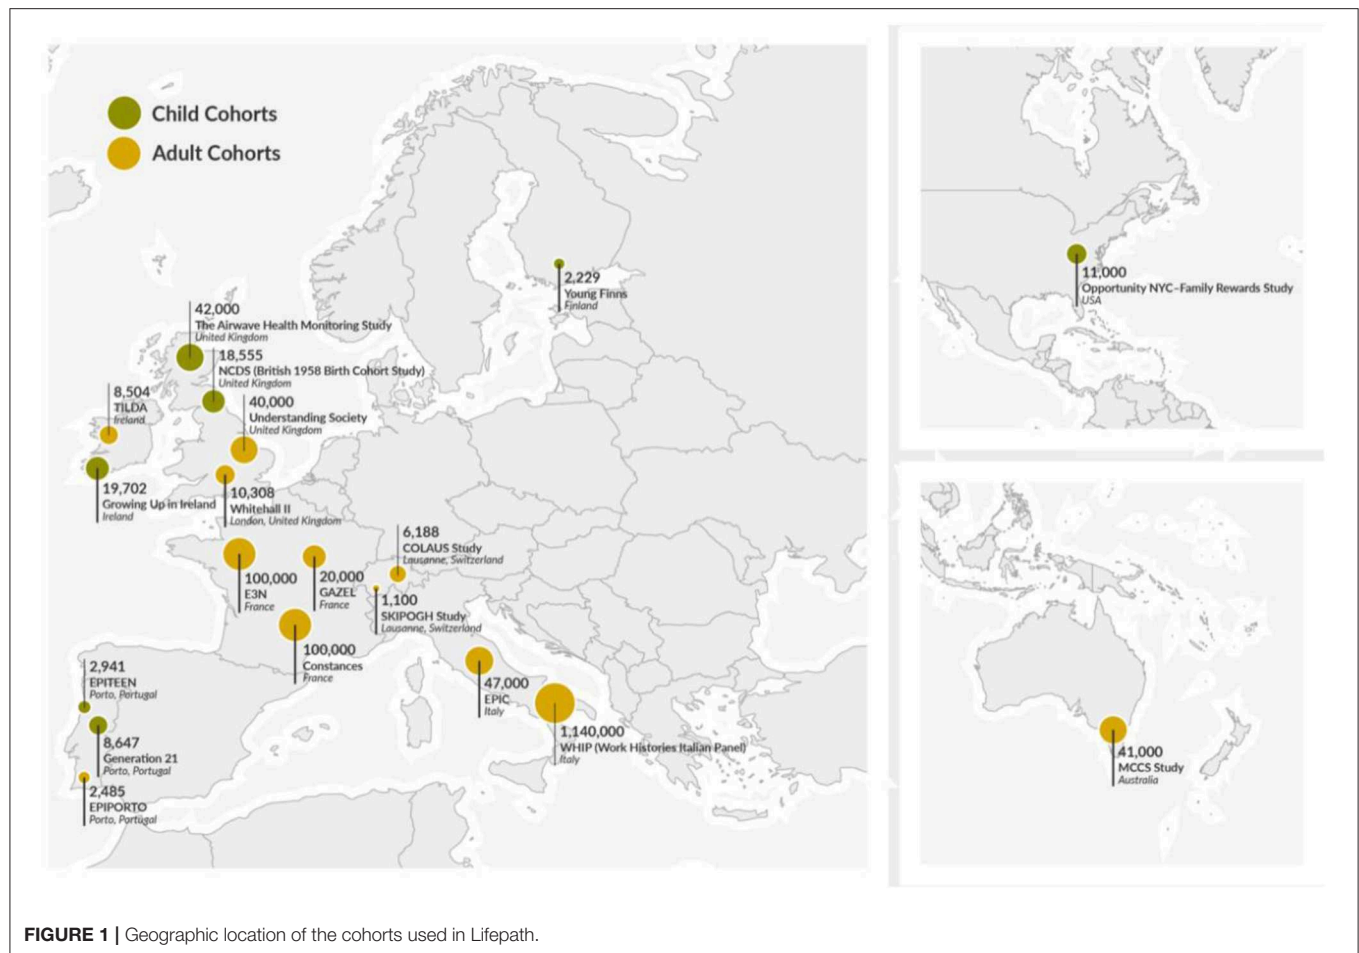 Child Cohorts
Adult Cohorts
2,229
Young Finns
Finland
42,000
The Airwave Health Monitoring Study
United Kingdom
18,555
NCDS (British 1958 Birth Cohort Study)
United Kingdom
8,504
TILDA
Ireland
40,000
Understanding Society
United Kingdom
19,702
Growing Up in Ireland
Ireland
10,308
Whitehall II
London, United Kingdom
6,188
COLAUS Study
Lausanne, Switzerland
100,000
E3N
France
20,000
GAZEL
France
1,100
SKIPOGH Study
Lausanne, Switzerland
100,000
Constances
France
2,941
EPITEEN
Porto, Portugal
47,000
EPIC
Italy
8,647
Generation 21
Porto, Portugal
1,140,000
WHIP (Work Histories Italian Panel)
Italy
2,485
EPIPORTO
Porto, Portugal
11,000
Opportunity NYC–Family Rewards Study
USA
41,000
MCCS Study
Australia
FIGURE 1 | Geographic location of the cohorts used in Lifepath.